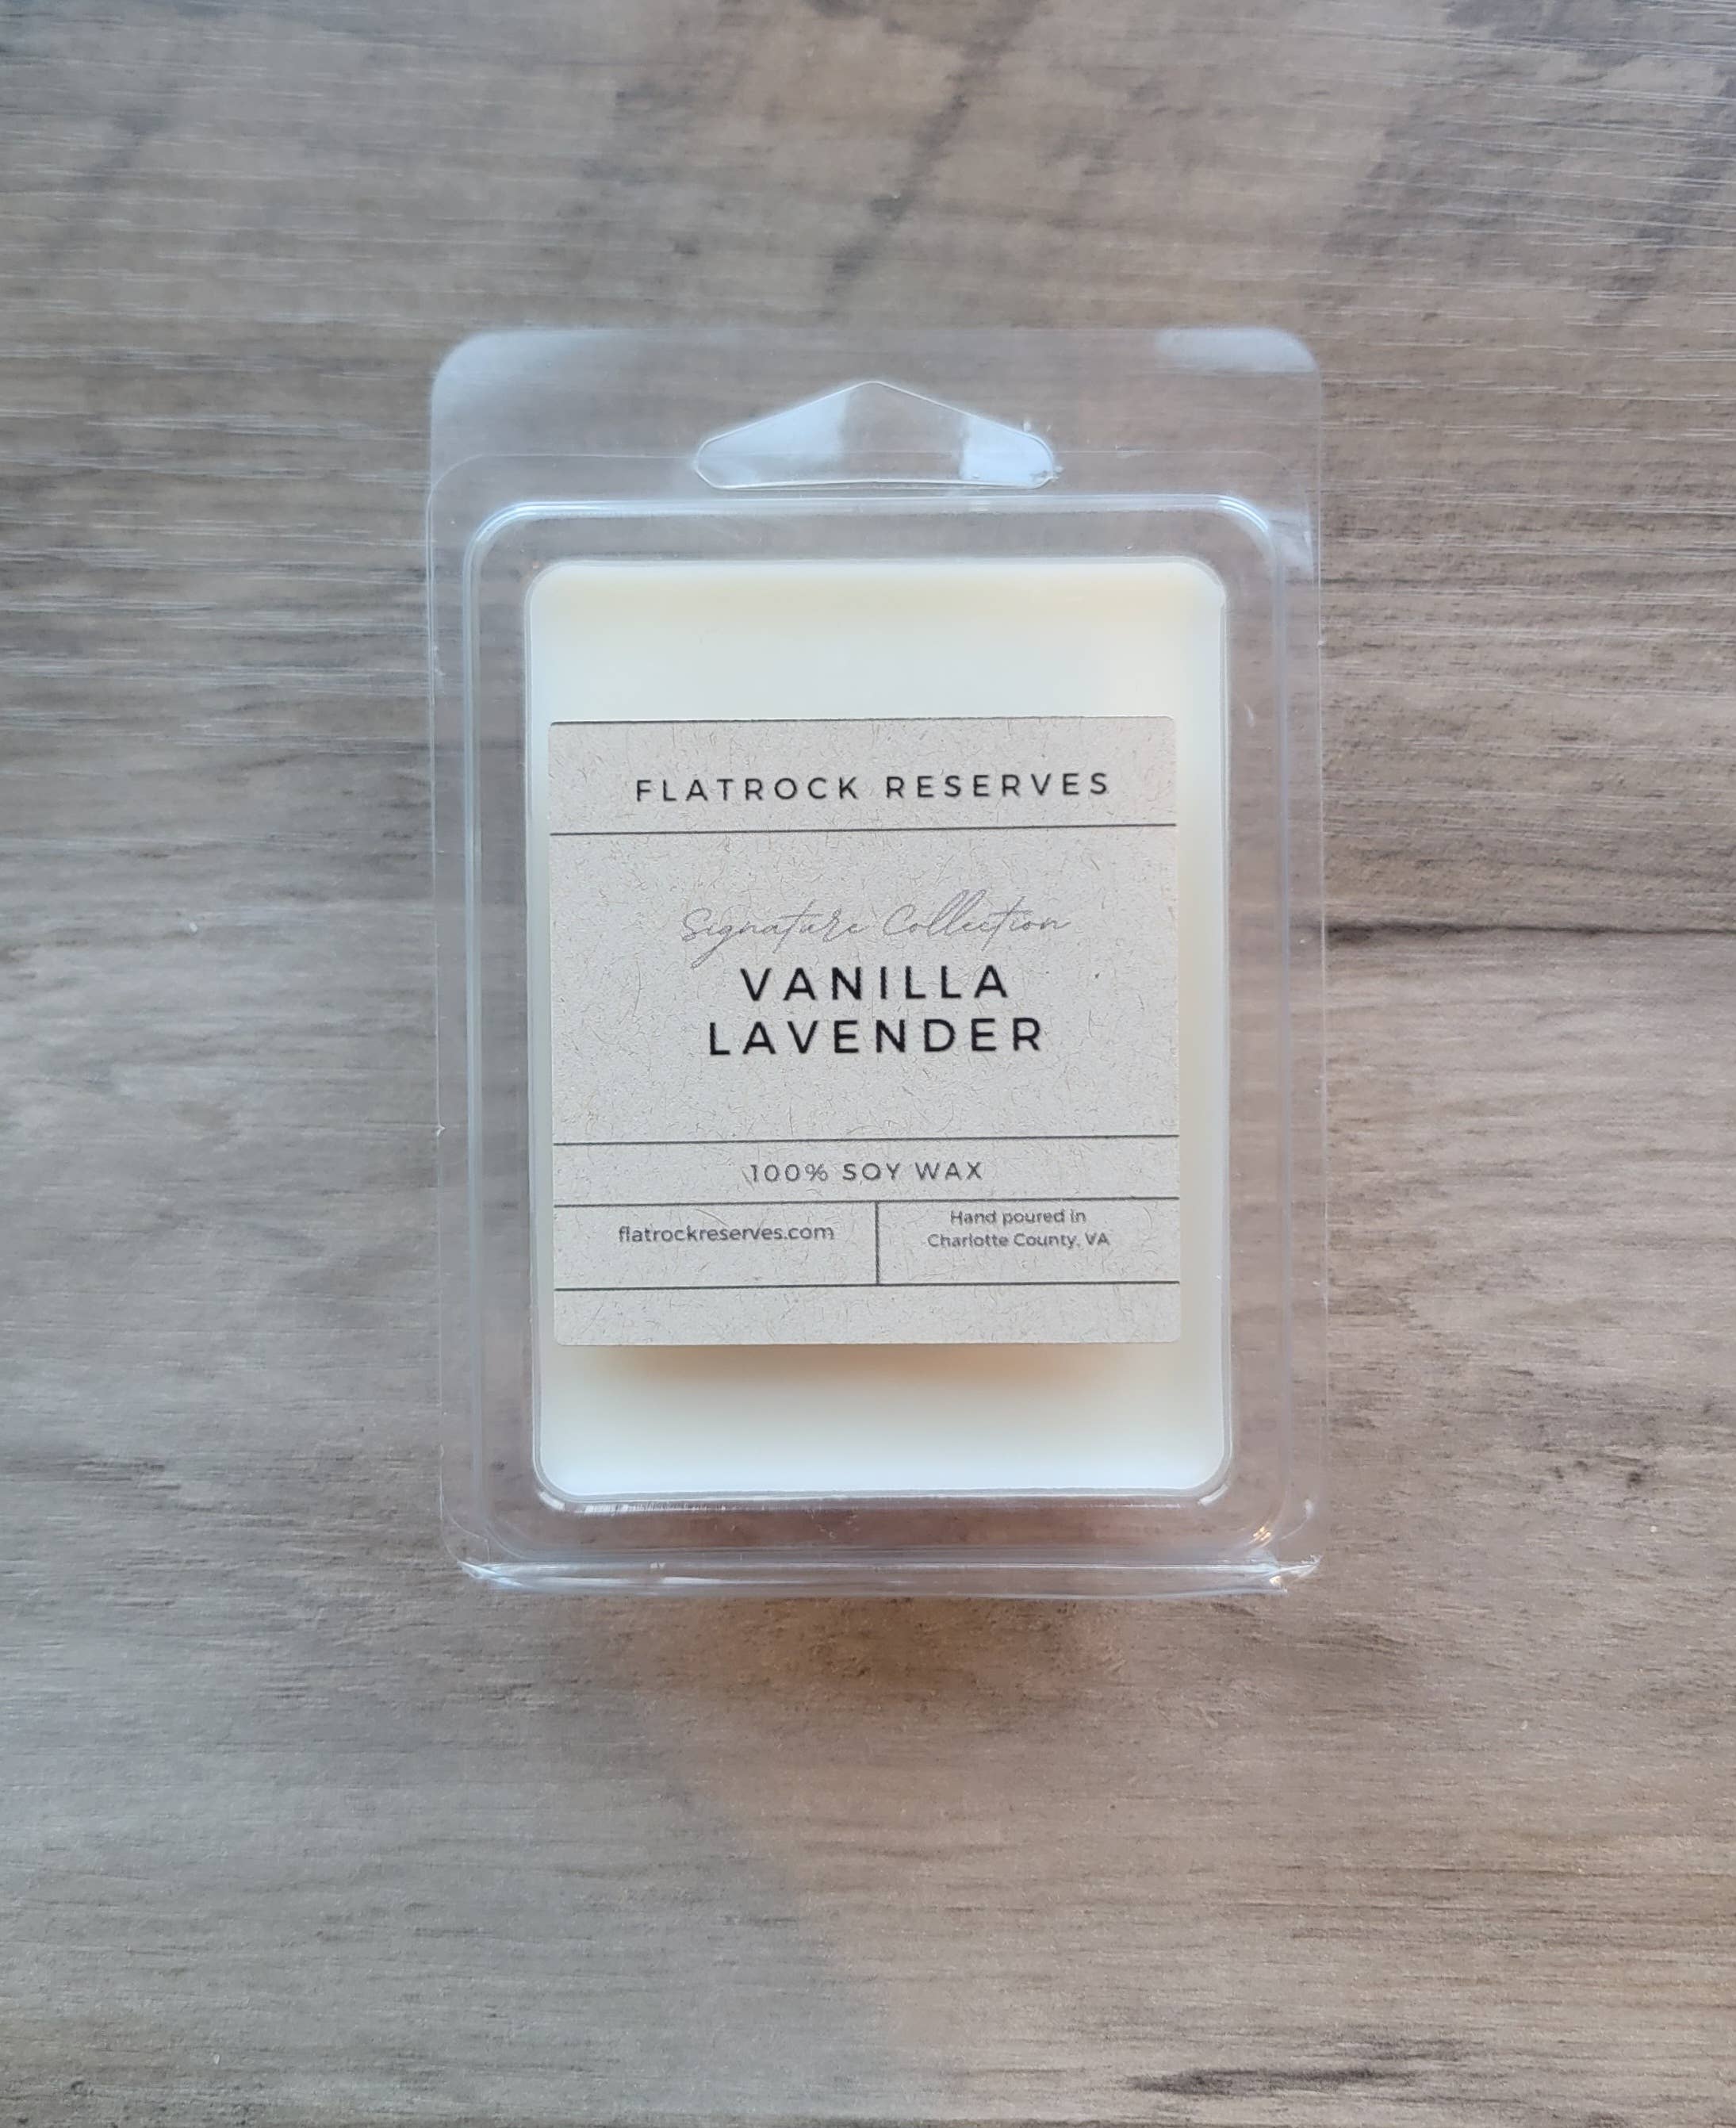 FLATROCK RESERVES
Signature Collection
VANILLA
LAVENDER
100% SOY WAX
flatrockreserves.com
Hand poured in
Charlotte County, VA